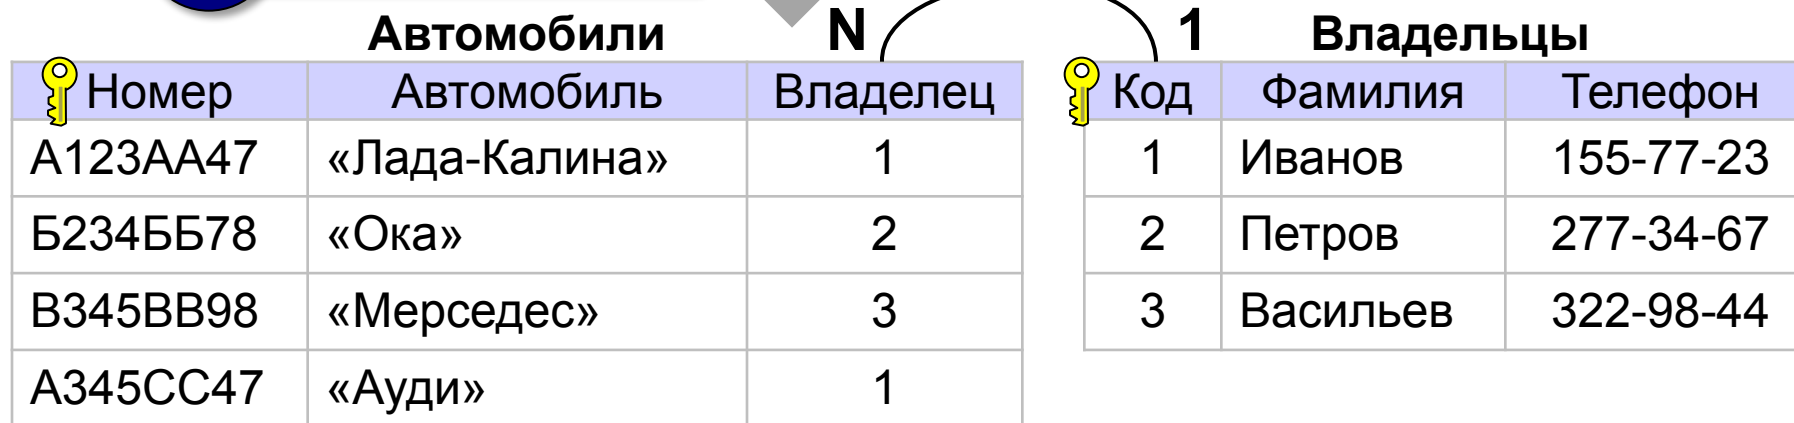 Автомобили N 1 Владельцы
Номер Автомобиль Владелец Код Фамилия Телефон
А123АА47 «Лада-Калина» 1 1 Иванов 155-77-23
Б234ББ78 «Ока» 2 2 Петров 277-34-67
В345ВВ98 «Мерседес» 3 3 Васильев 322-98-44
А345СС47 «Ауди» 1